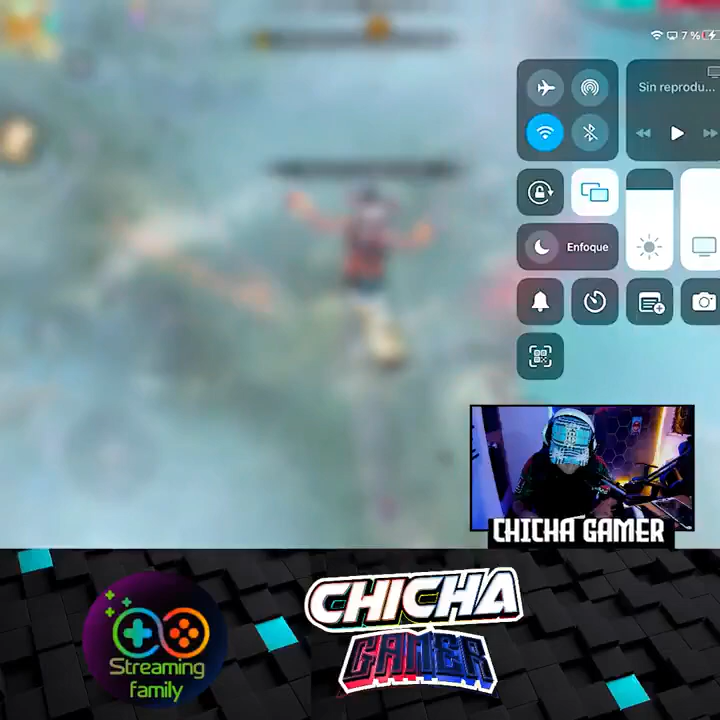 7 %
Sin reprodu...
Enfoque
CHICHA GAMER
CHICHA
GAMER
Streaming
family